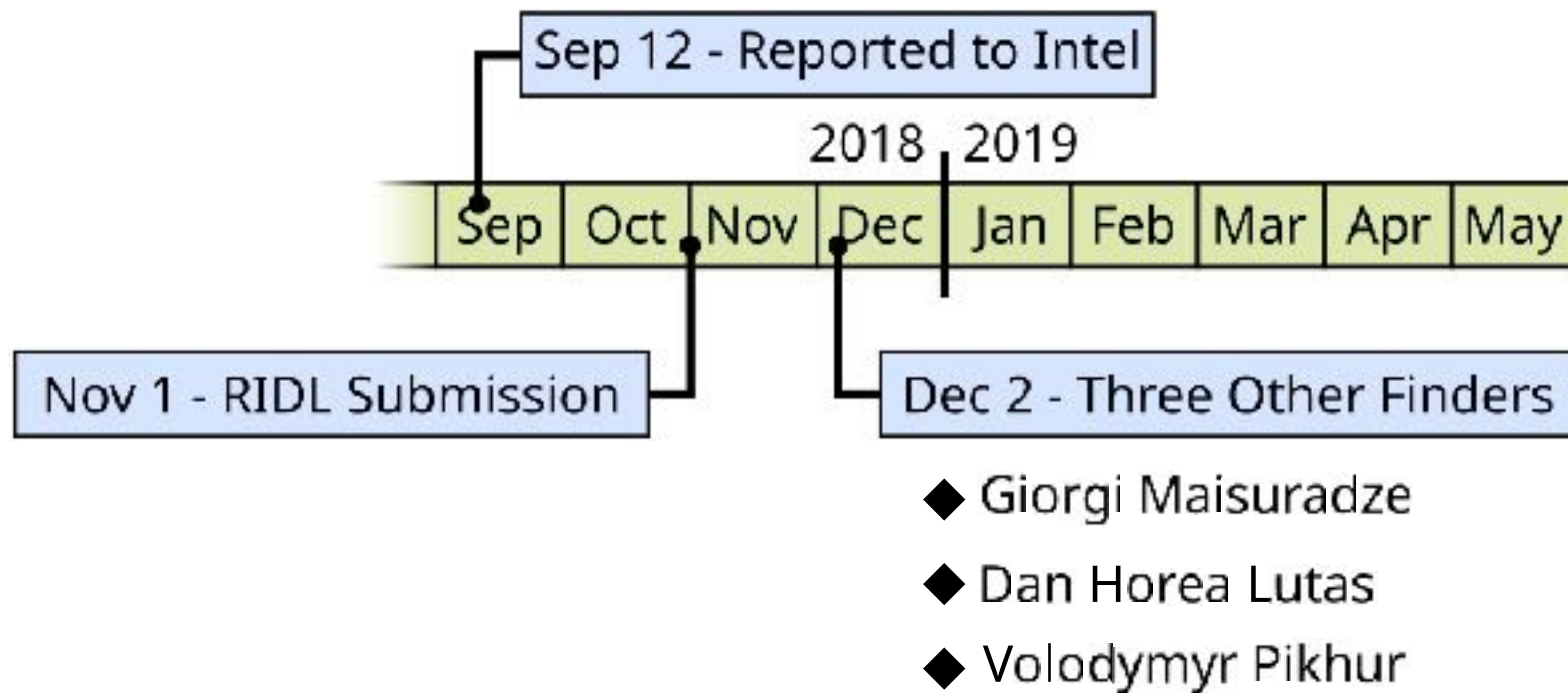 Sep 12 - Reported to Intel
2018 2019
Sep Oct Nov Dec Jan Feb Mar Apr May
Nov 1 - RIDL Submission
Dec 2 - Three Other Finders
Giorgi Maisuradze
Dan Horea Lutas
Volodymyr Pikhur